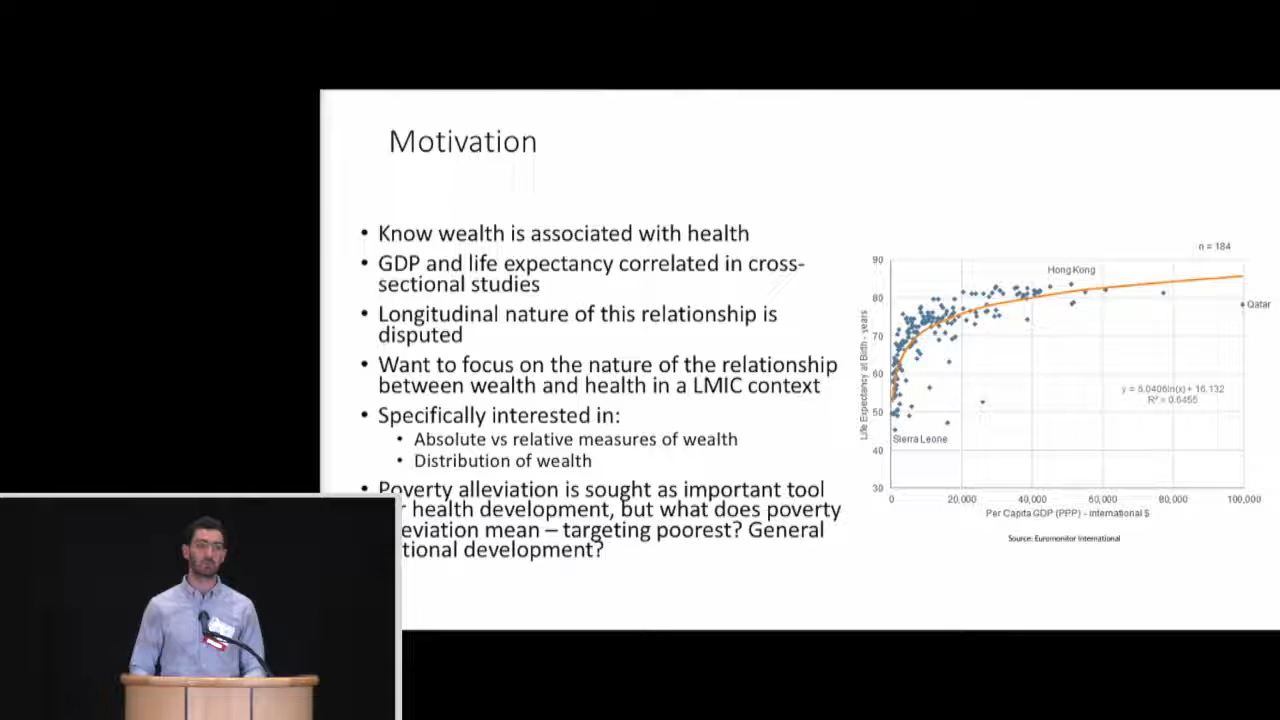 Motivation
• Know wealth is associated with health
• GDP and life expectancy correlated in cross-
sectional studies
• Longitudinal nature of this relationship is
disputed
• Want to focus on the nature of the relationship
between wealth and health in a LMIC context
• Specifically interested in:
• Absolute vs relative measures of wealth
• Distribution of wealth
• Poverty alleviation is sought as important tool
r health development, but what does poverty
eviation mean – targeting poorest? General
tional development?
n = 184
Life Expectancy at Birth - years
90
80
70
60
50
40
30
Hong Kong
Qatar
Sierra Leone
R² = 0.6455
0
20,000
40,000
60,000
80,000
100,000
Per Capita GDP (PPP) - international $
Source: Euromonitor International